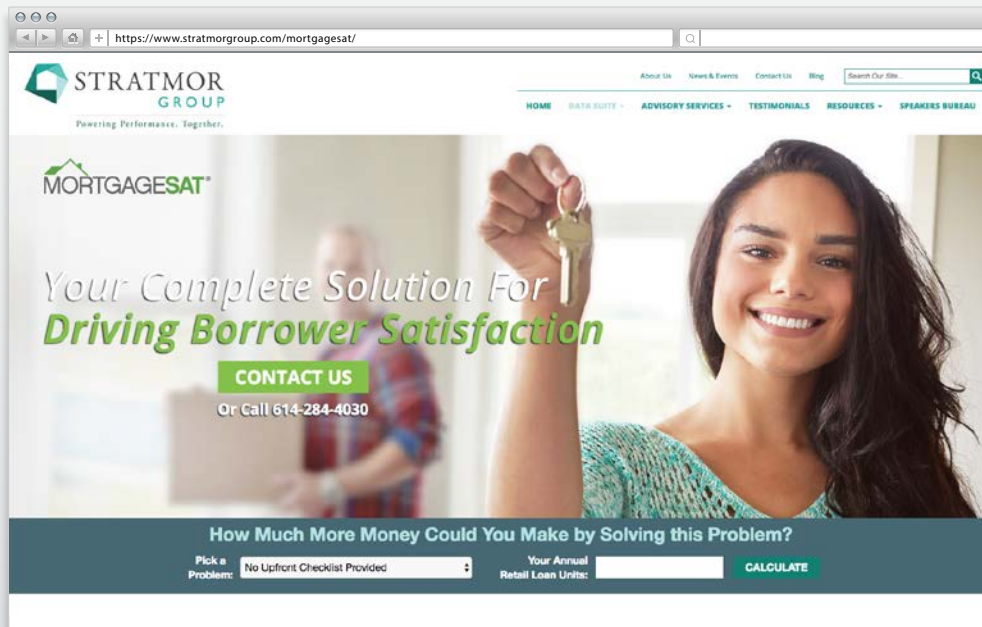 https://www.stratmorgroup.com/mortgagesat/
STRATMOR
GROUP
Powering Performance. Together.
About Us News & Events Contact Us Blog Search Our Site...
HOME DATA SUITE ADVISORY SERVICES TESTIMONIALS RESOURCES SPEAKERS BUREAU
MORTGAGESAT®
Your Complete Solution For
Driving Borrower Satisfaction
CONTACT US
Or Call 614-284-4030
How Much More Money Could You Make by Solving this Problem?
Pick a
Problem:
No Upfront Checklist Provided
Your Annual
Retail Loan Units:
CALCULATE